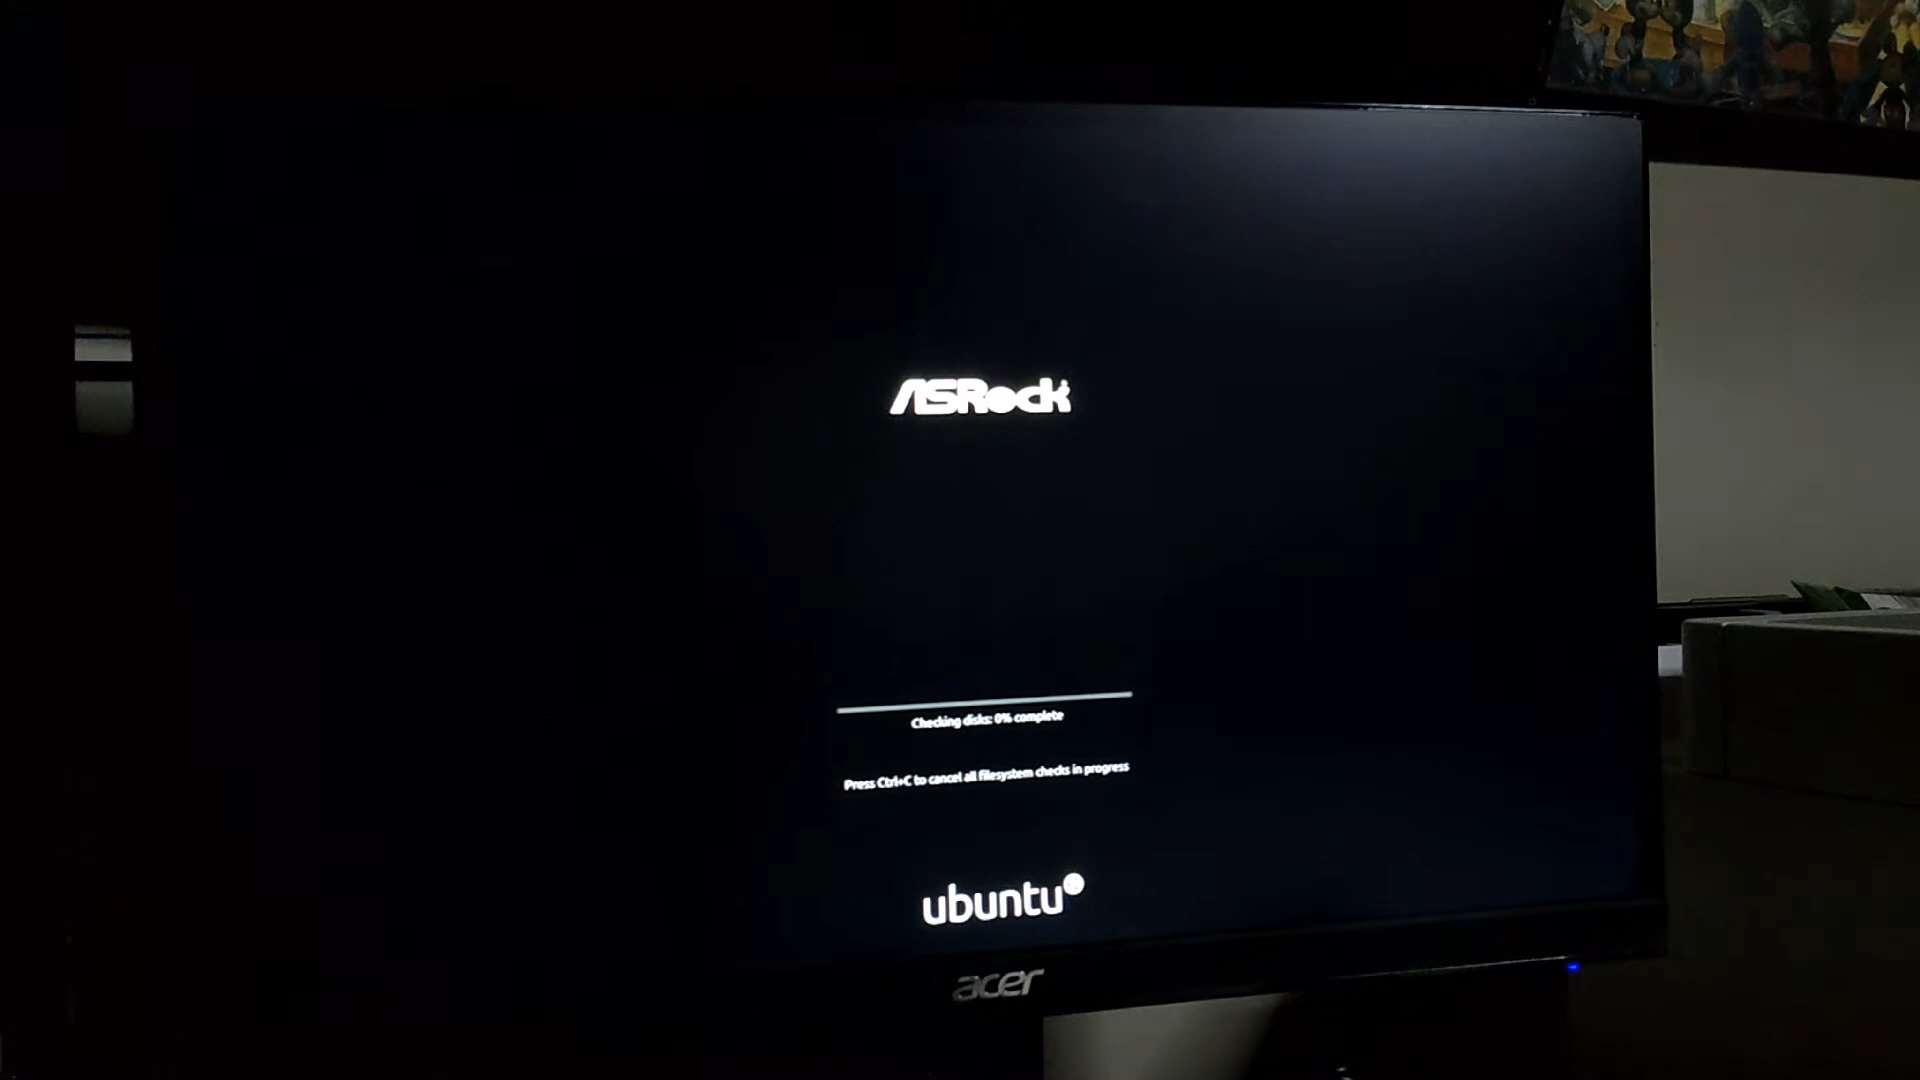 ASRock
Checking disks: 0% complete
Press Ctrl+C to cancel all filesystem checks in progress
ubuntu
acer